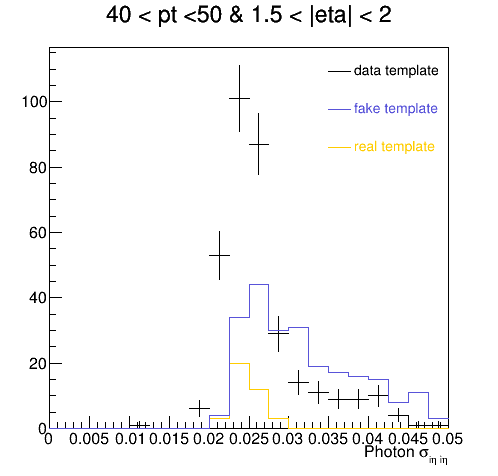 40 < pt <50 & 1.5 < |eta| < 2
data template
fake template
real template
100
80
60
40
20
0
0 0.005 0.01 0.015 0.02 0.025 0.03 0.035 0.04 0.045 0.05
Photon σiη iη